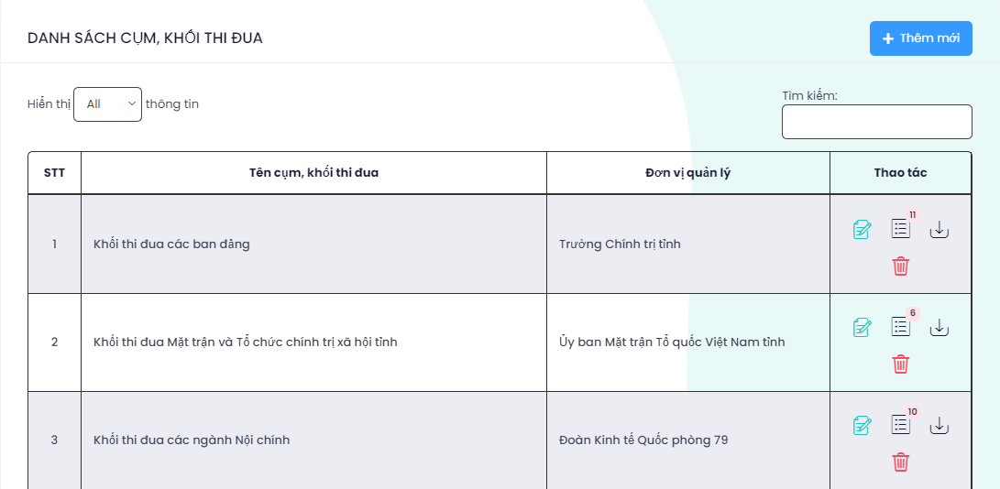 DANH SÁCH CỤM, KHỐI THI ĐUA
Thêm mới
Hiển thị All thông tin
Tìm kiếm:
STT Tên cụm, khối thi đua Đơn vị quản lý Thao tác
11
1 Khối thi đua các ban đảng Trường Chính trị tỉnh
6
2 Khối thi đua Mặt trận và Tổ chức chính trị xã hội tỉnh Ủy ban Mặt trận Tổ quốc Việt Nam tỉnh
10
3 Khối thi đua các ngành Nội chính Đoàn Kinh tế Quốc phòng 79